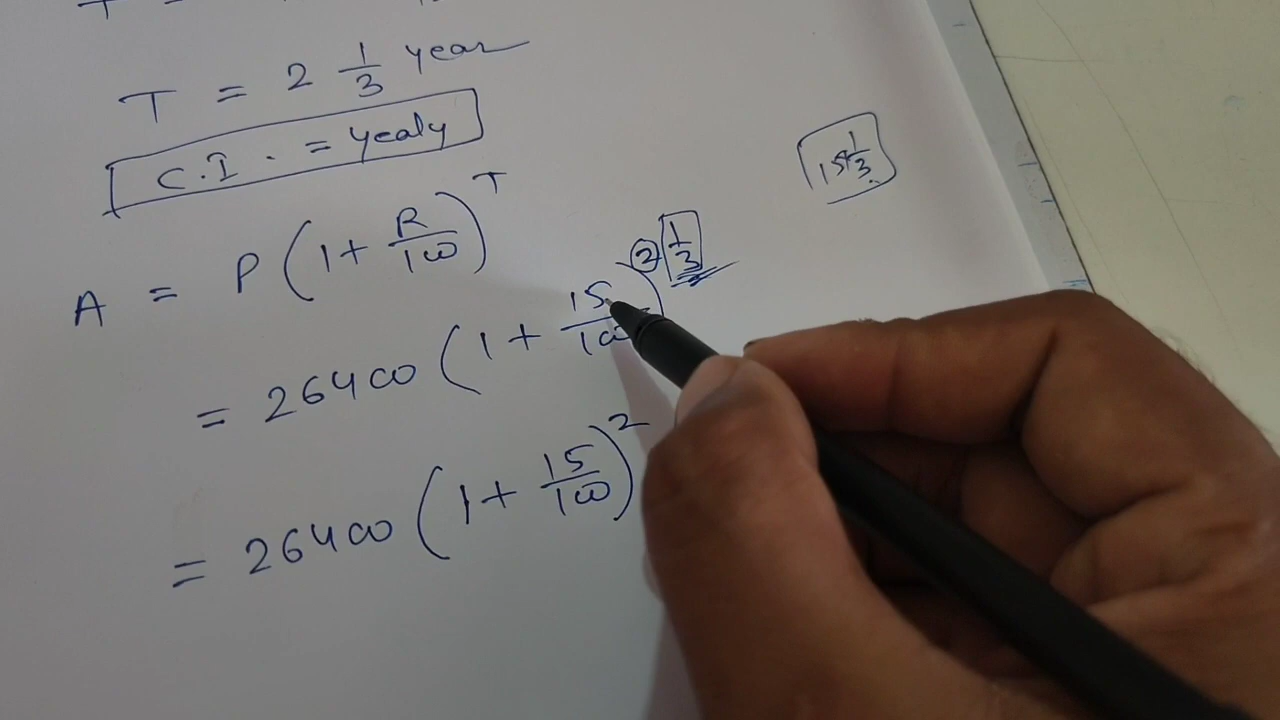 T =
T = 2 1/3 year
C.I. = yealy
A = P(1 + R/100)^T
15 1/3
= 26400(1 + 15/100)^2 1/3
= 26400(1 + 15/100)^2